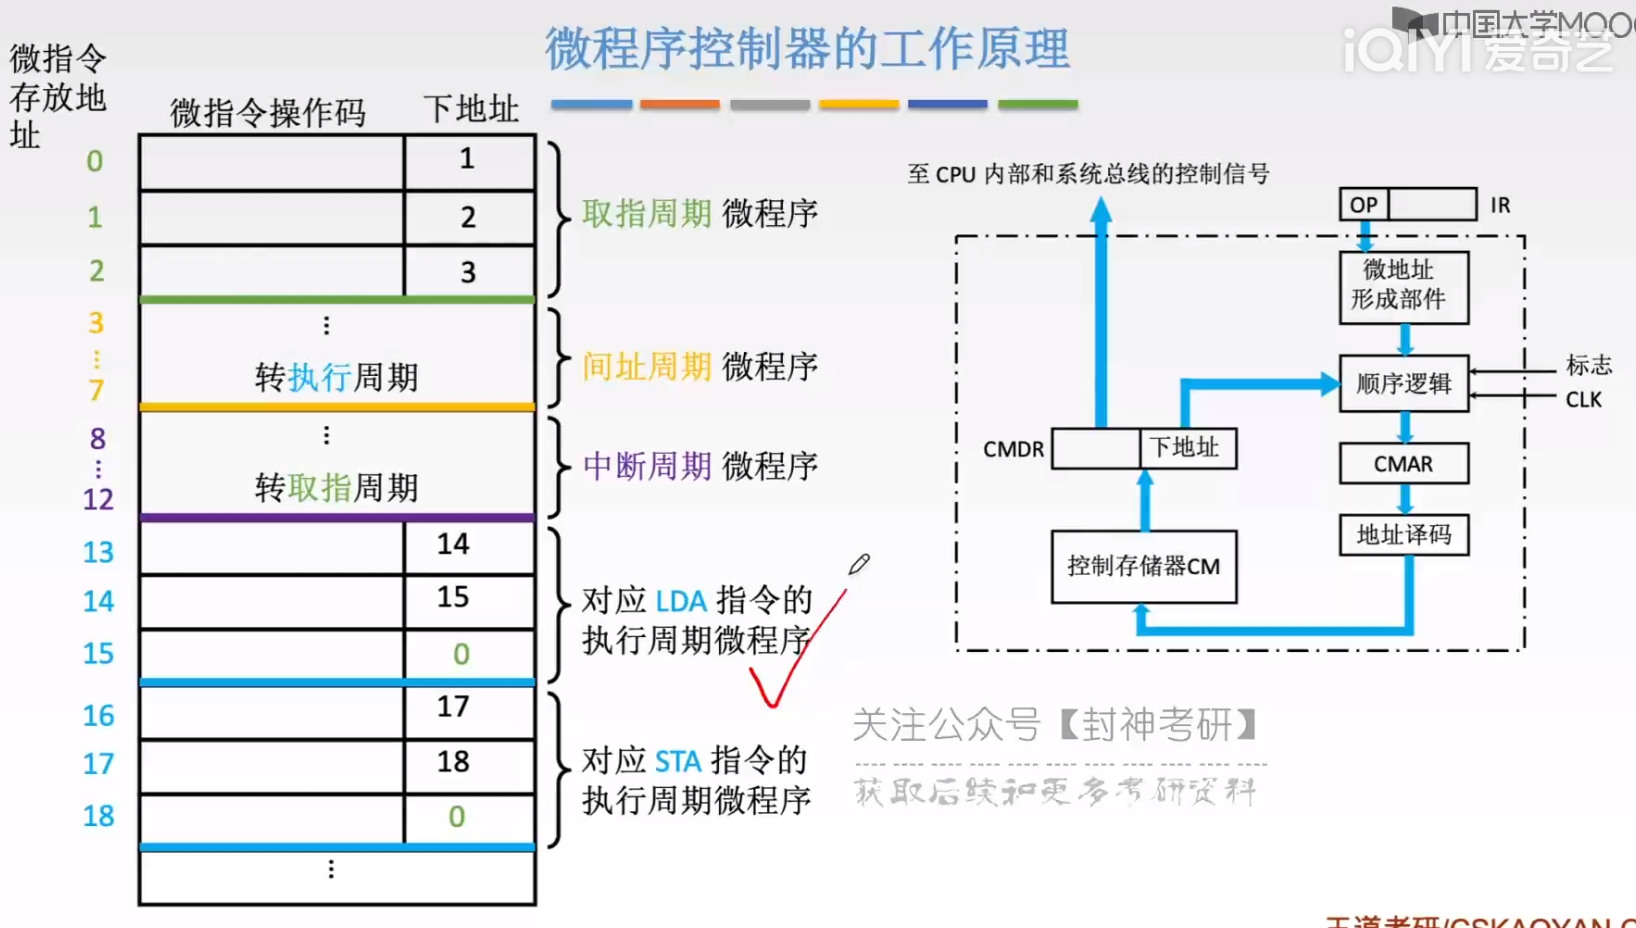 微程序控制器的工作原理
中国大学MOO
iQIYI 爱奇艺
微指令
存放地
址
微指令操作码 下地址
0 1
1 2
2 3
取指周期 微程序
3
⋮
7
⋮
转执行周期
间址周期 微程序
8
⋮
12
⋮
转取指周期
中断周期 微程序
13 14
14 15
15 0
对应 LDA 指令的
执行周期微程序
16 17
17 18
18 0
对应 STA 指令的
执行周期微程序
⋮
至 CPU 内部和系统总线的控制信号
OP IR
微地址
形成部件
顺序逻辑
标志
CLK
CMAR
地址译码
CMDR 下地址
控制存储器CM
关注公众号【封神考研】
获取后续和更多考研资料
王道考研/CSKAOYAN.C